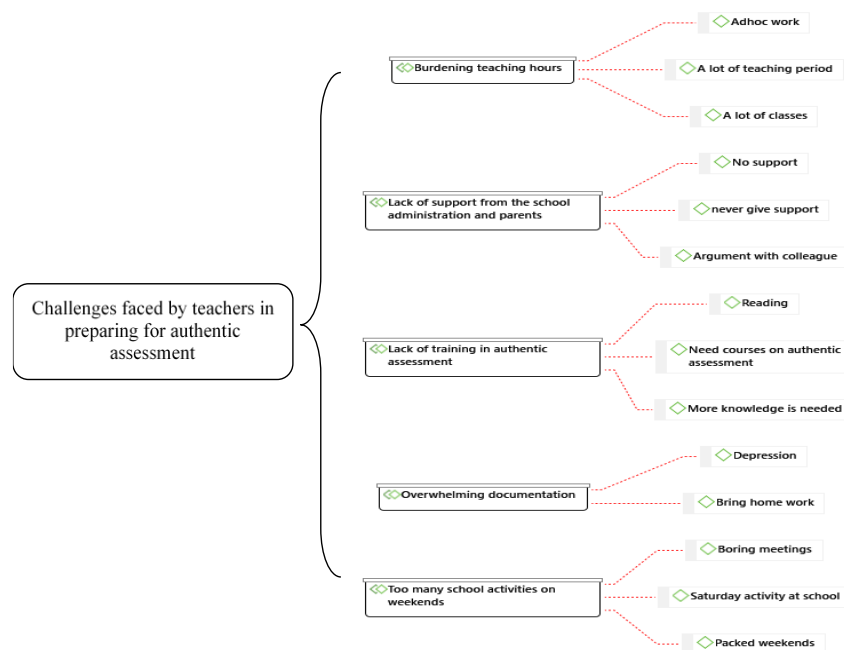 Challenges faced by teachers in
preparing for authentic
assessment
Burdening teaching hours
Adhoc work
A lot of teaching period
A lot of classes
Lack of support from the school
administration and parents
No support
never give support
Argument with colleague
Lack of training in authentic
assessment
Reading
Need courses on authentic
assessment
More knowledge is needed
Overwhelming documentation
Depression
Bring home work
Too many school activities on
weekends
Boring meetings
Saturday activity at school
Packed weekends